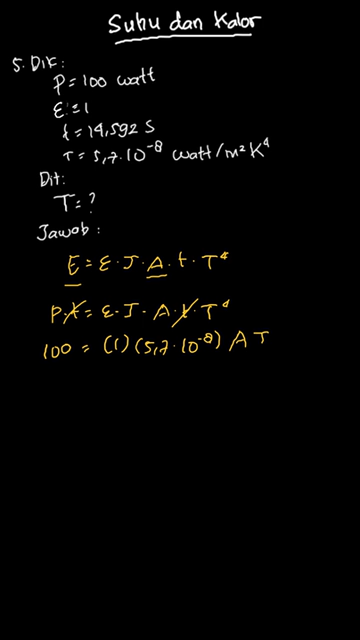 Suhu dan Kalor
5. Dik:
P = 100 watt
ε = 1
t = 14,592 S
τ = 5,7 · 10⁻⁸ watt/m² K⁴
Dit:
T = ?
Jawab:
E = ε · J · A · t · T⁴
P · t = ε · J · A · t · T⁴
100 = (1) (5,7 · 10⁻⁸) A T